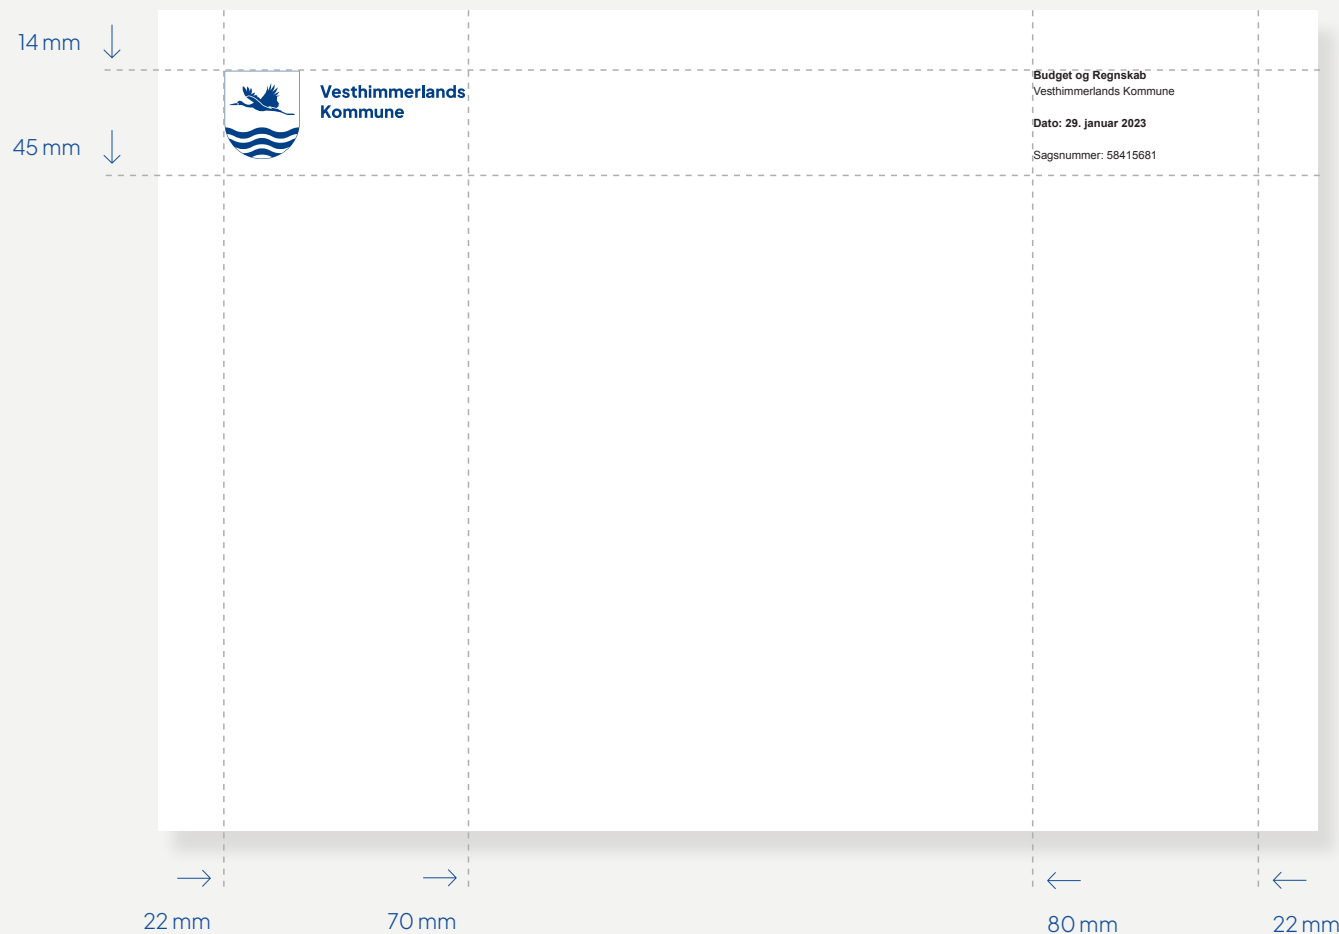 14 mm
Vesthimmerlands
Kommune
Budget og Regnskab
Vesthimmerlands Kommune
Dato: 29. januar 2023
Sagsnummer: 58415681
45 mm
22 mm
70 mm
80 mm
22 mm